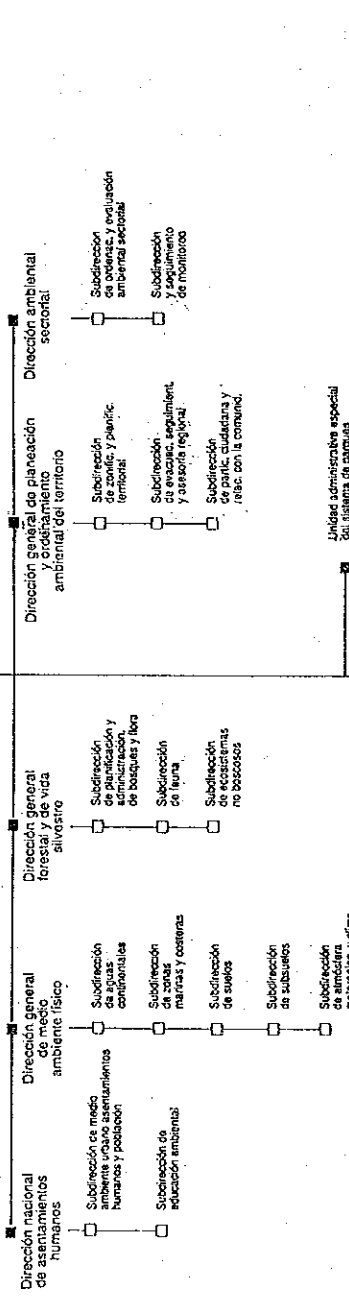 Dirección nacional
de asentamientos
humanos
Subdirección de medio
ambiente urbano asentamientos
humanos y población
Subdirección de
educación ambiental
Dirección general
de medio
ambiente físico
Subdirección
de aguas
continentales
Subdirección
de zonas
marinas y costeras
Subdirección
de suelos
Subdirección
de subsuelos
Subdirección
de atmósfera
Dirección general
forestal y de vida
silvestre
Subdirección
de planificación y
administración,
de bosques y flora
Subdirección
de fauna
Subdirección
de ecosistemas
no boscosos
Dirección general de planeación
y ordenamiento
ambiental del territorio
Subdirección
de zonific. y planific.
territorial
Subdirección
de evacuac. seguimient.
y asesoría regional
Subdirección
de partic. ciudadana y
relac. con la comunid.
Dirección ambiental
sectorial
Subdirección
de ordenac. y evaluación
ambiental sectorial
Subdirección
y seguimiento
de monitoreo
Unidad administrativa especial
del sistema de parques